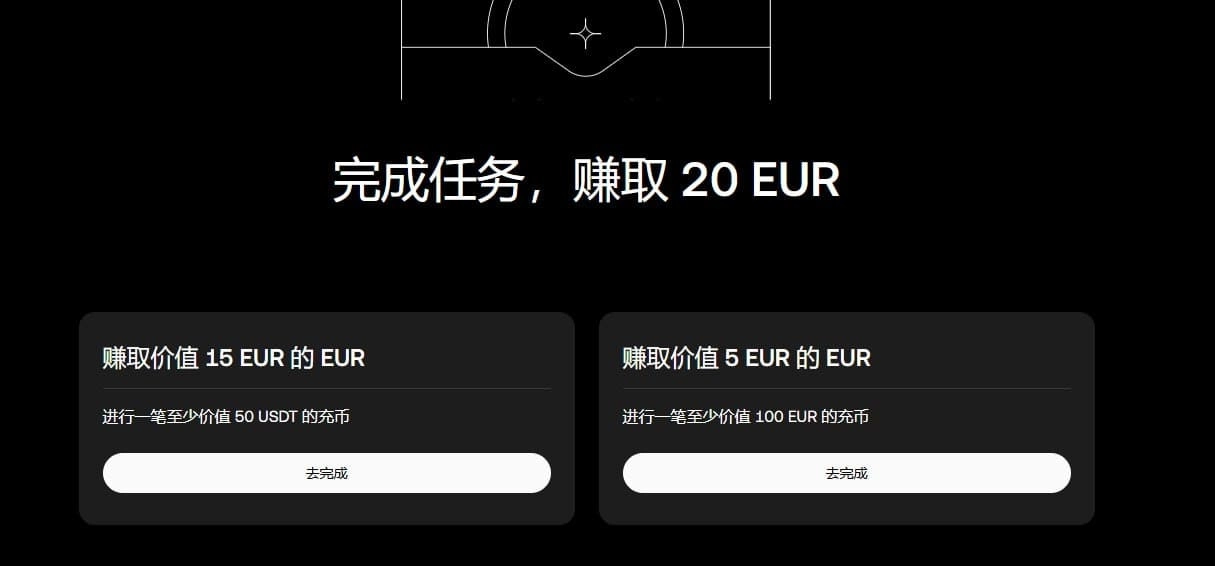 完成任务，赚取 20 EUR
赚取价值 15 EUR 的 EUR
进行一笔至少价值 50 USDT 的充币
去完成
赚取价值 5 EUR 的 EUR
进行一笔至少价值 100 EUR 的充币
去完成